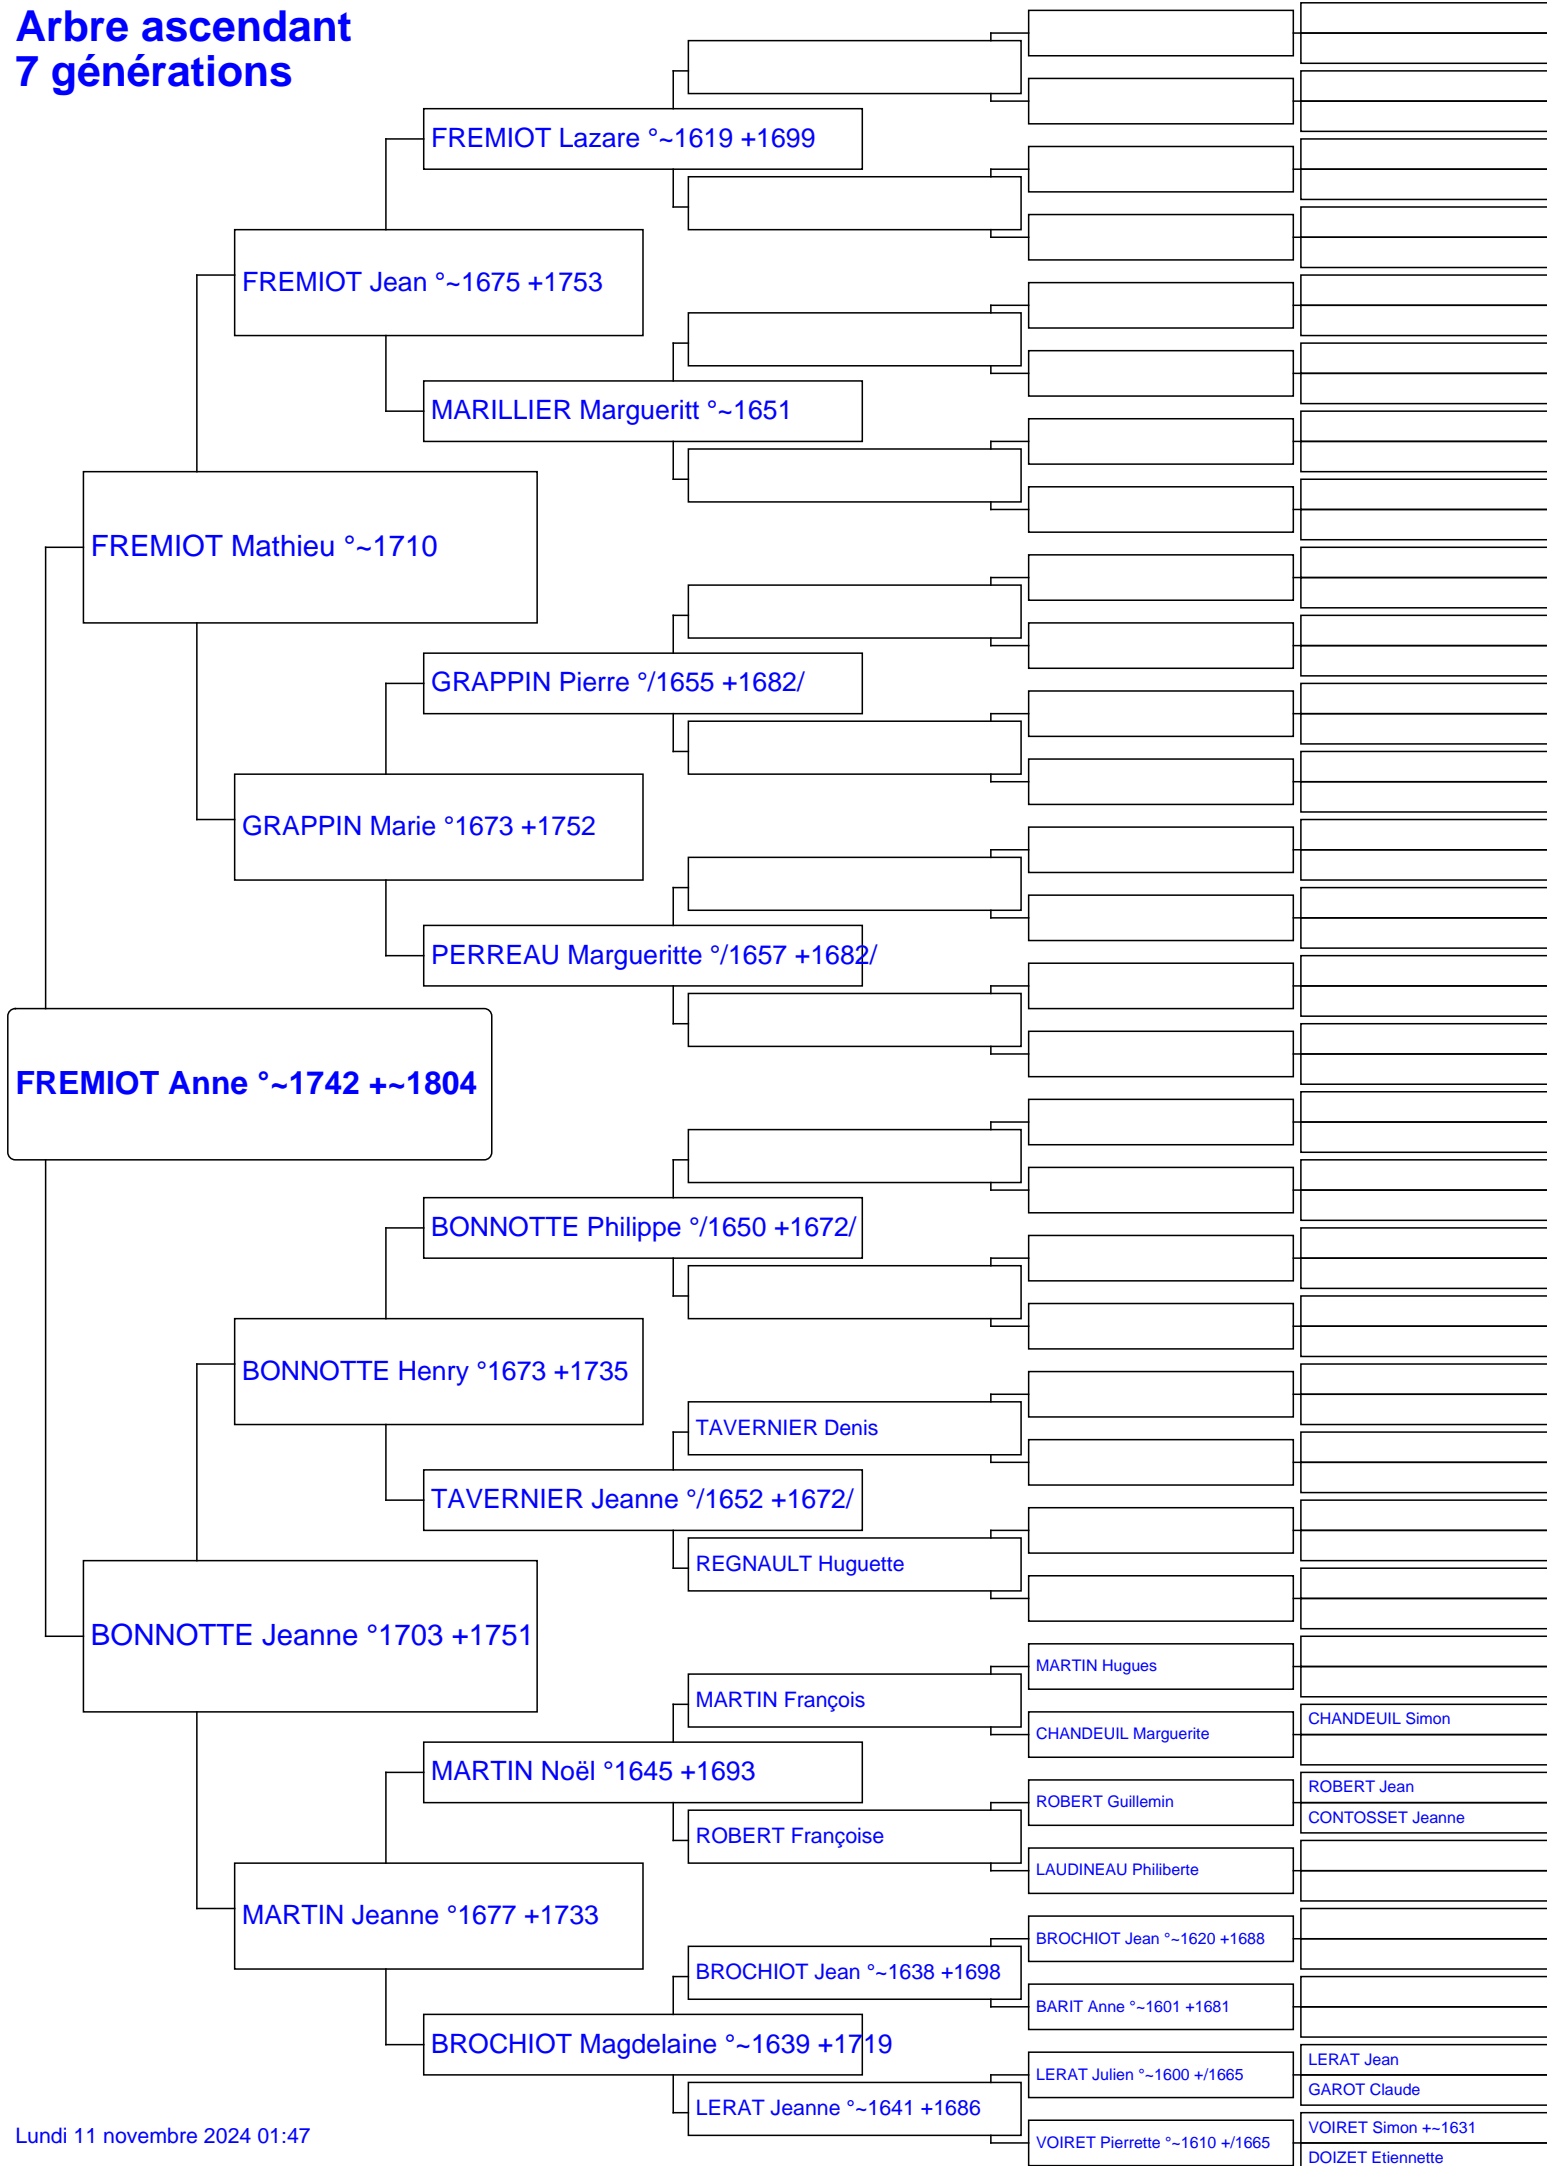 Arbre ascendant
7 générations
FREMIOT Lazare °~1619 +1699
FREMIOT Jean °~1675 +1753
MARILLIER Margueritt °~1651
FREMIOT Mathieu °~1710
GRAPPIN Pierre °/1655 +1682/
GRAPPIN Marie °1673 +1752
PERREAU Margueritte °/1657 +1682/
FREMIOT Anne °~1742 +~1804
BONNOTTE Philippe °/1650 +1672/
BONNOTTE Henry °1673 +1735
TAVERNIER Denis
TAVERNIER Jeanne °/1652 +1672/
REGNAULT Huguette
BONNOTTE Jeanne °1703 +1751
MARTIN Hugues
MARTIN François
CHANDEUIL Simon
CHANDEUIL Marguerite
MARTIN Noël °1645 +1693
ROBERT Jean
ROBERT Guillemin
CONTOSSET Jeanne
ROBERT Françoise
LAUDINEAU Philiberte
MARTIN Jeanne °1677 +1733
BROCHIOT Jean °~1620 +1688
BROCHIOT Jean °~1638 +1698
BARIT Anne °~1601 +1681
BROCHIOT Magdelaine °~1639 +1719
LERAT Jean
LERAT Julien °~1600 +/1665
GAROT Claude
LERAT Jeanne °~1641 +1686
VOIRET Simon +~1631
VOIRET Pierrette °~1610 +/1665
DOIZET Etiennette
Lundi 11 novembre 2024 01:47